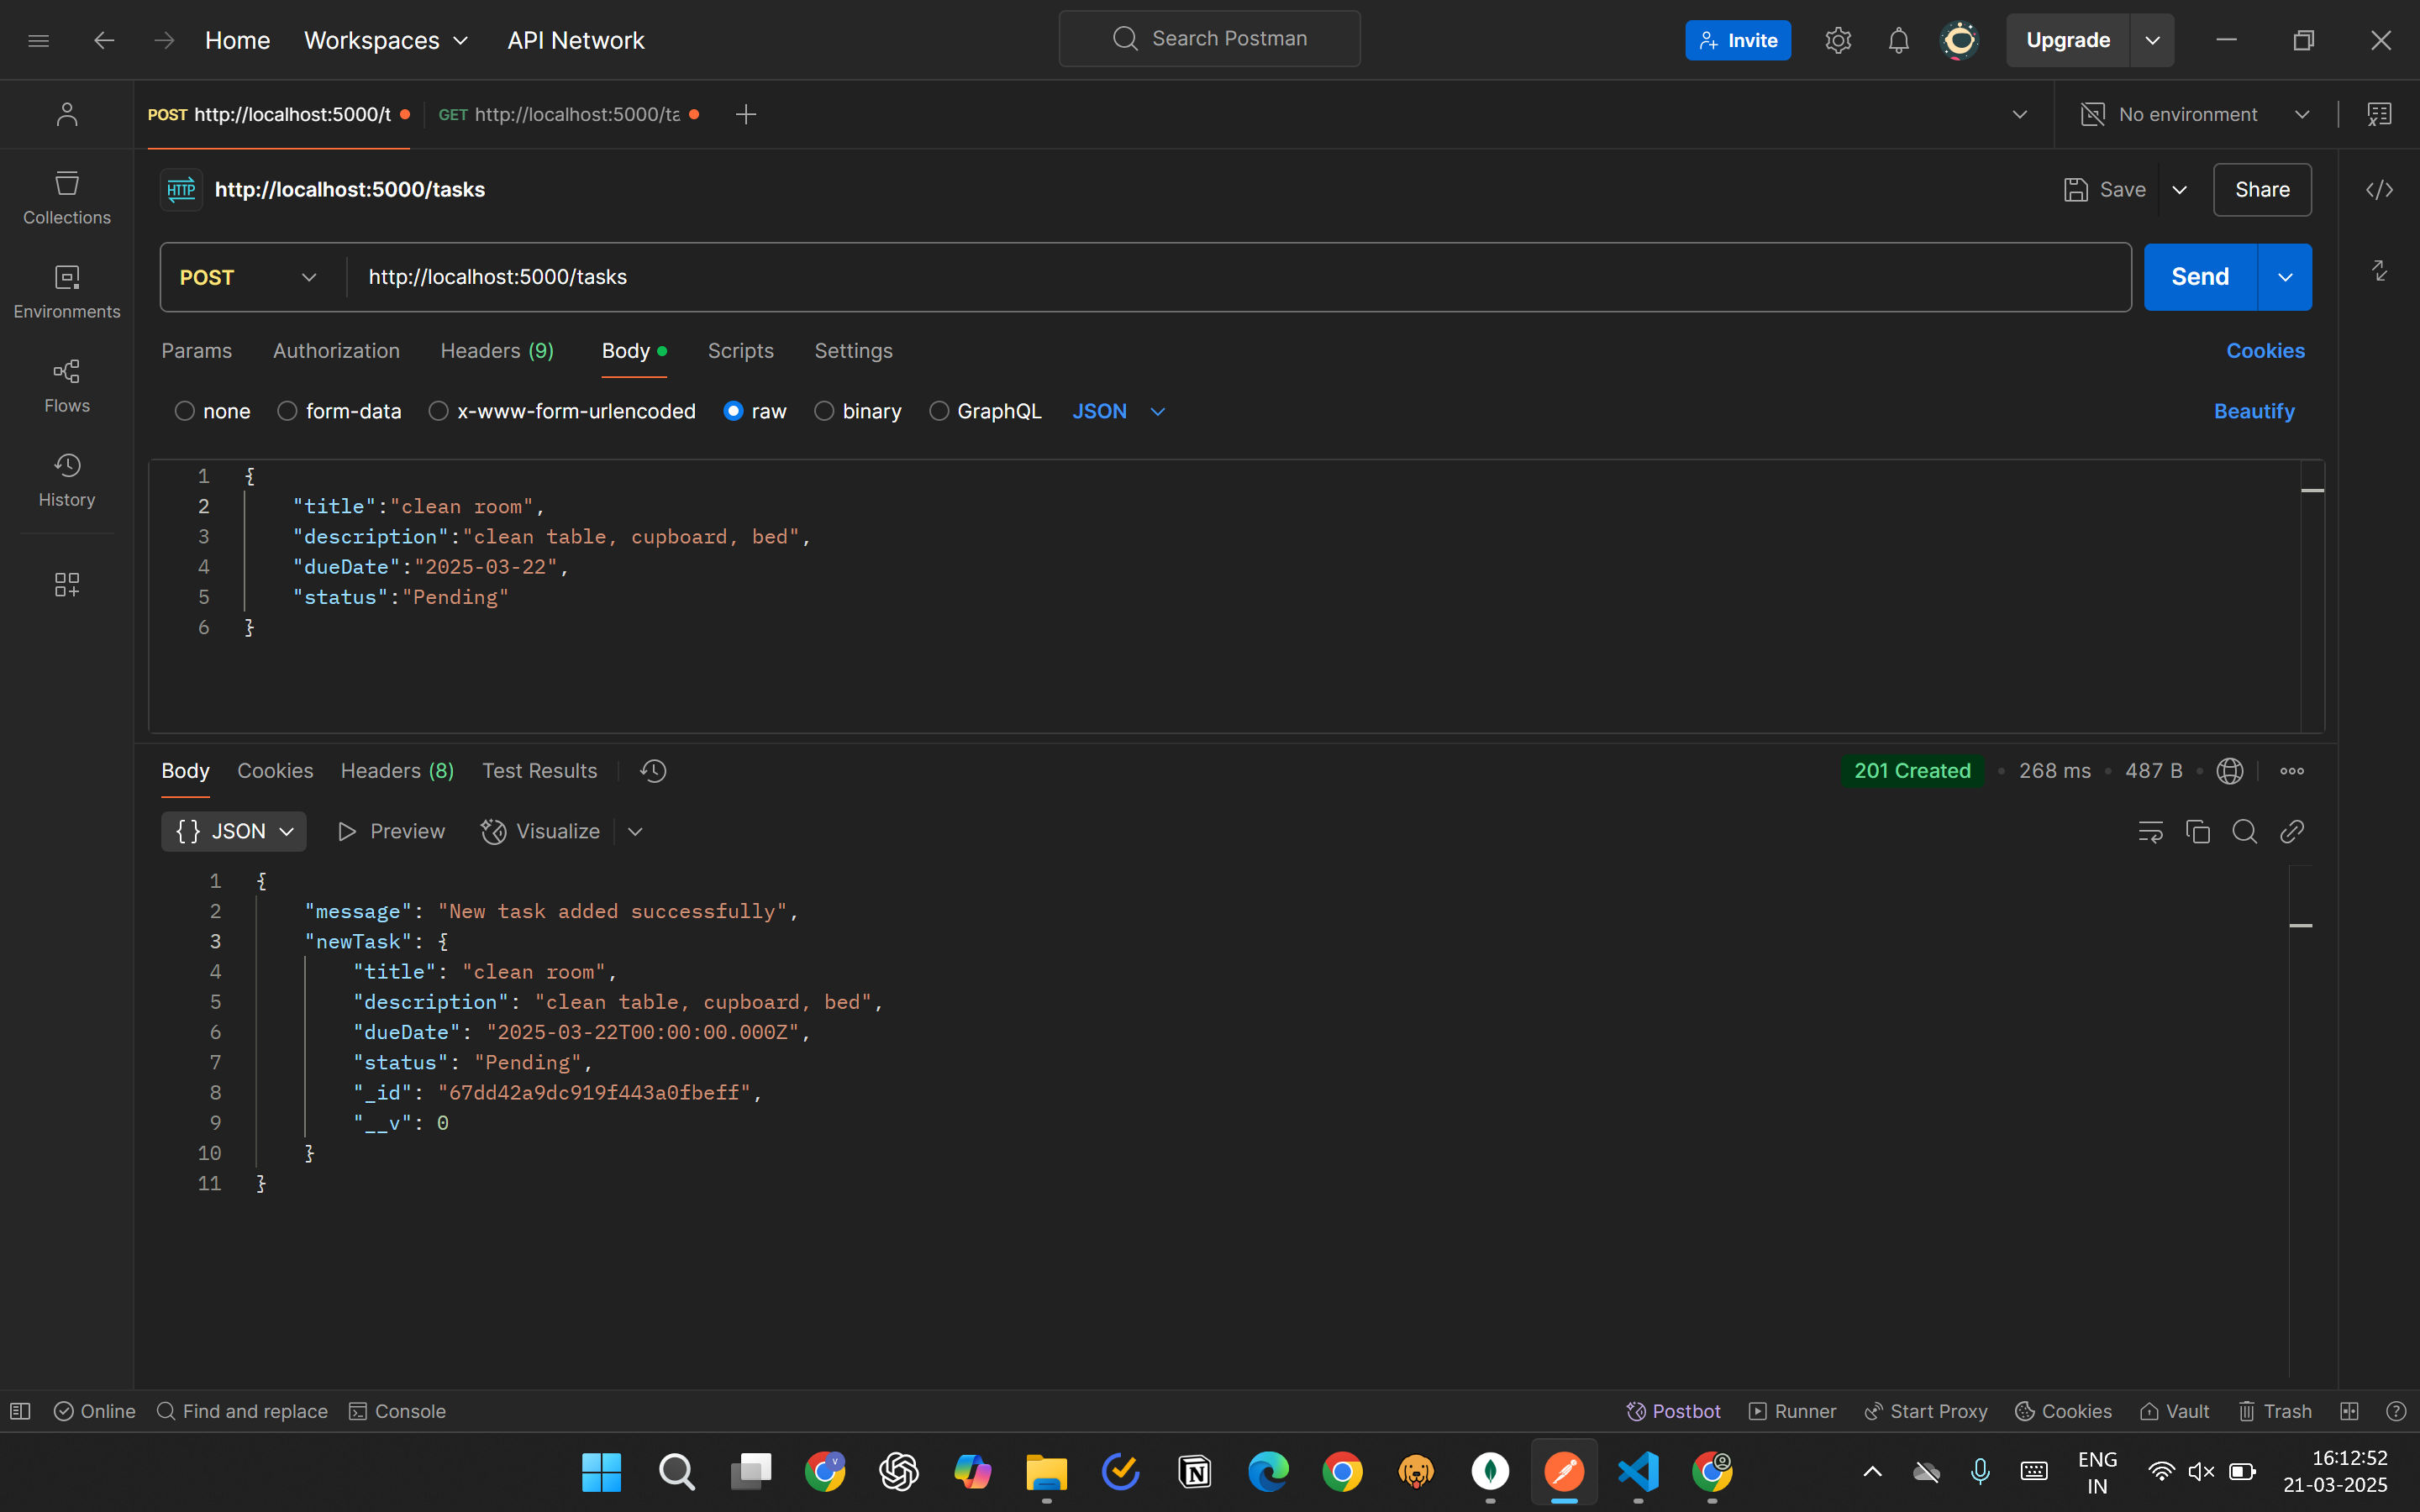 Home Workspaces API Network Search Postman Invite Upgrade
POST http://localhost:5000/t GET http://localhost:5000/ta No environment
HTTP http://localhost:5000/tasks Save Share
Collections
Environments
Flows
History
POST http://localhost:5000/tasks Send
Params Authorization Headers (9) Body Scripts Settings Cookies
none form-data x-www-form-urlencoded raw binary GraphQL JSON Beautify
1 {
2 "title":"clean room",
3 "description":"clean table, cupboard, bed",
4 "dueDate":"2025-03-22",
5 "status":"Pending"
6 }
Body Cookies Headers (8) Test Results 201 Created 268 ms 487 B
{} JSON Preview Visualize
1 {
2 "message": "New task added successfully",
3 "newTask": {
4 "title": "clean room",
5 "description": "clean table, cupboard, bed",
6 "dueDate": "2025-03-22T00:00:00.000Z",
7 "status": "Pending",
8 "_id": "67dd42a9dc919f443a0fbeff",
9 "__v": 0
10 }
11 }
Online Find and replace Console Postbot Runner Start Proxy Cookies Vault Trash
ENG
IN
16:12:52
21-03-2025